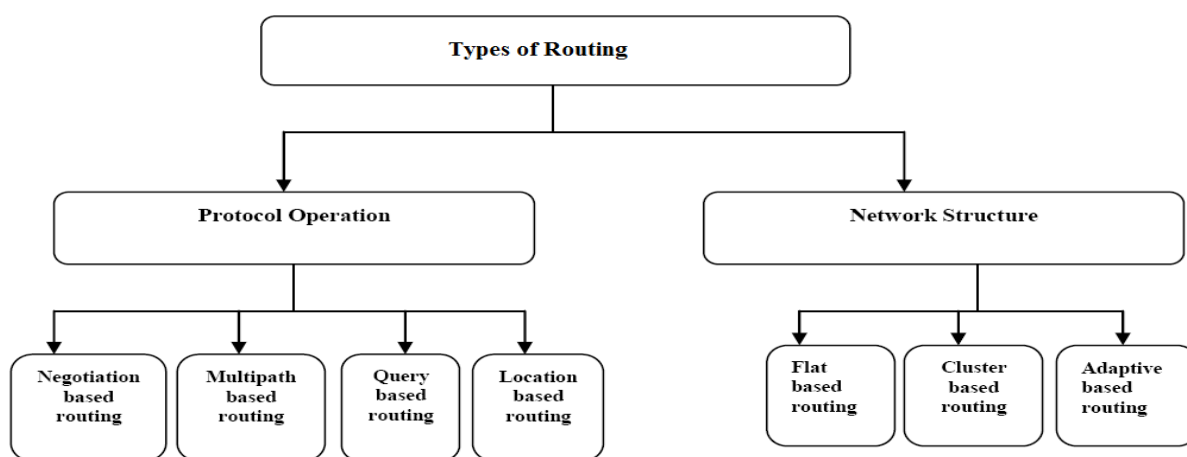 Types of Routing
Protocol Operation
Network Structure
Negotiation
based
routing
Multipath
based
routing
Query
based
routing
Location
based
routing
Flat
based
routing
Cluster
based
routing
Adaptive
based
routing